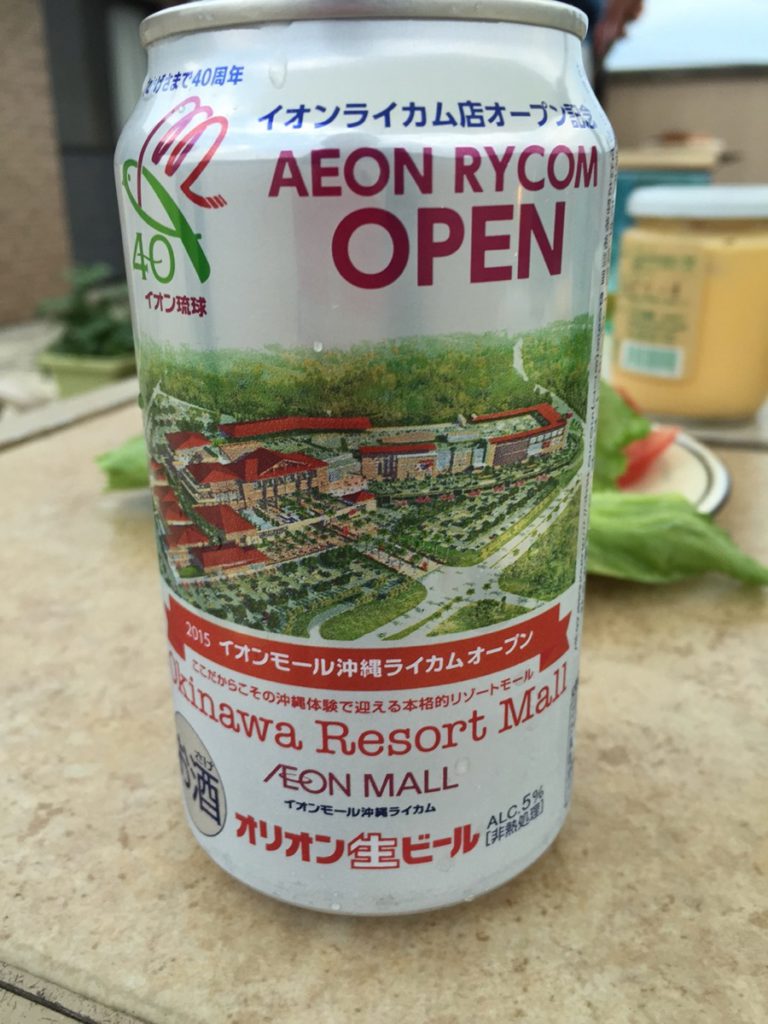 おかげさまで40周年
イオンライカム店オープン記念
AEON RYCOM
OPEN
40
イオン琉球
2015 イオンモール沖縄ライカム オープン
ここだからこその沖縄体験で迎える本格的リゾートモール
Okinawa Resort Mall
AEON MALL
イオンモール沖縄ライカム
お酒
オリオン生ビール
ALC.5%
[非熱処理]